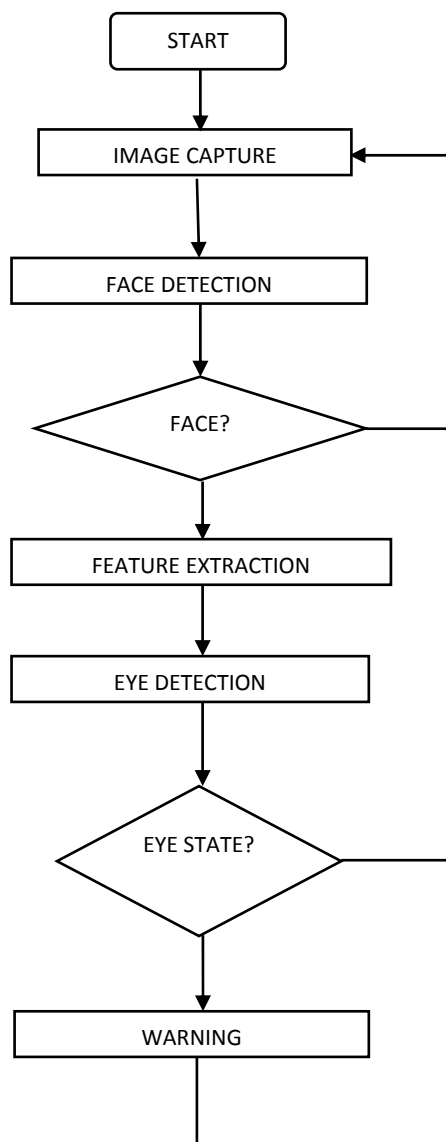 START
IMAGE CAPTURE
FACE DETECTION
FACE?
FEATURE EXTRACTION
EYE DETECTION
EYE STATE?
WARNING